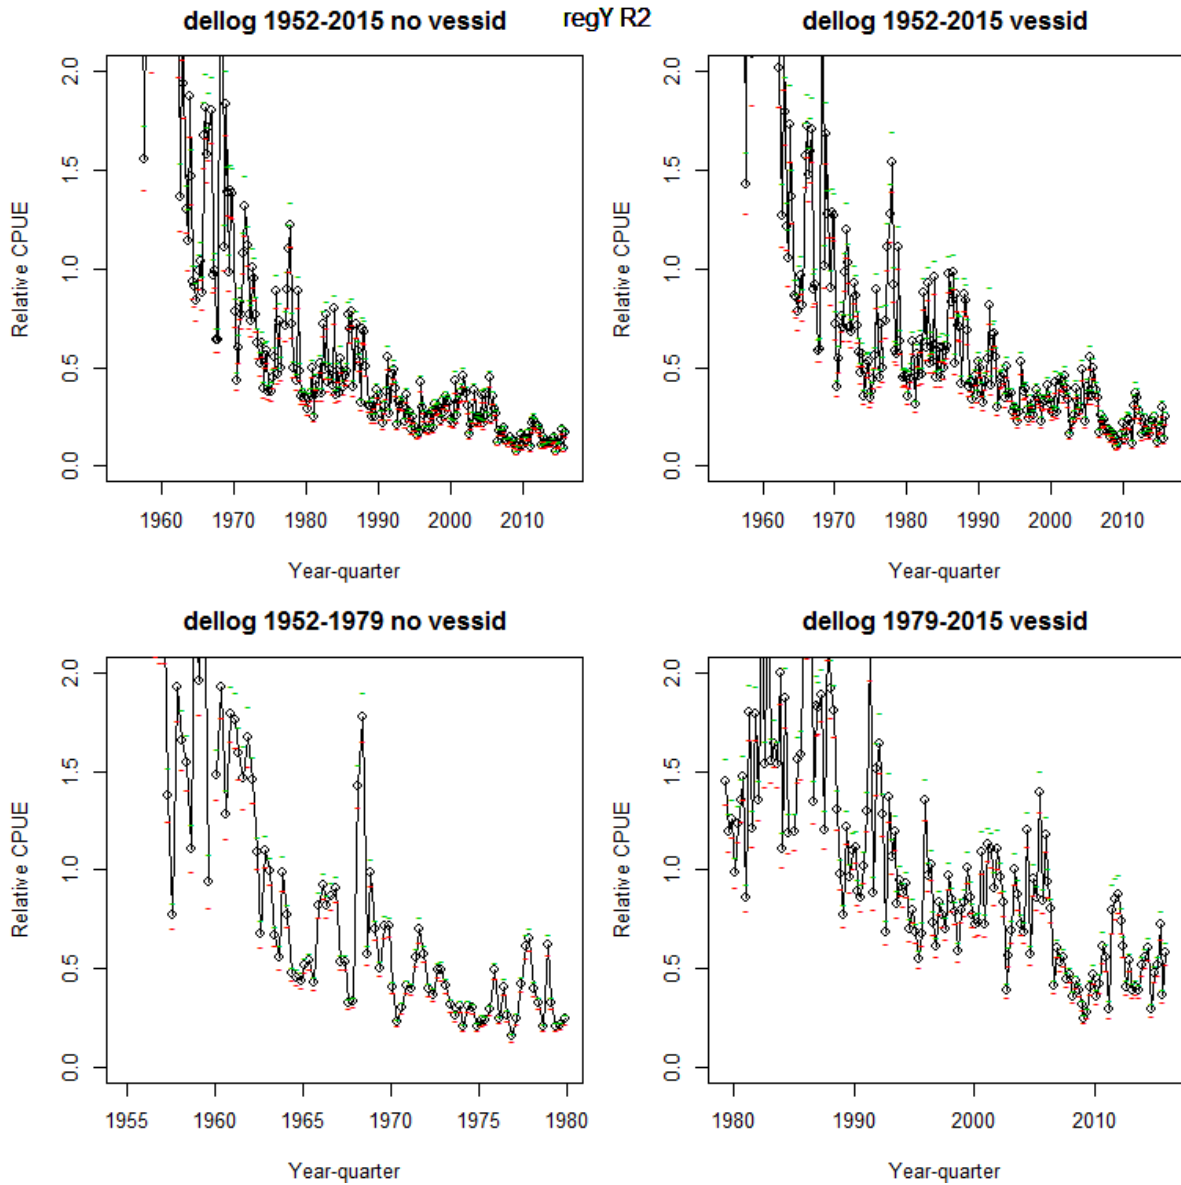 regY R2
dellog 1952-2015 no vessid
2.0
1.5
1.0
0.5
0.0
Relative CPUE
1960 1970 1980 1990 2000 2010
Year-quarter
dellog 1952-2015 vessid
2.0
1.5
1.0
0.5
0.0
Relative CPUE
1960 1970 1980 1990 2000 2010
Year-quarter
dellog 1952-1979 no vessid
2.0
1.5
1.0
0.5
0.0
Relative CPUE
1955 1960 1965 1970 1975 1980
Year-quarter
dellog 1979-2015 vessid
2.0
1.5
1.0
0.5
0.0
Relative CPUE
1980 1990 2000 2010
Year-quarter